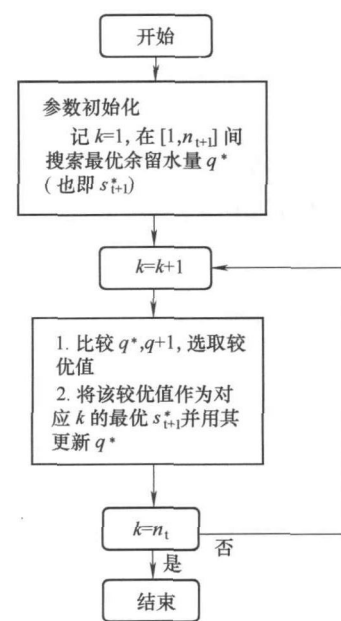 开始
参数初始化
记 k=1, 在 [1,n_{t+1}] 间
搜索最优余留水量 q*
( 也即 s*_{t+1})
k=k+1
1. 比较 q*,q+1, 选取较
优值
2. 将该较优值作为对
应 k 的最优 s*_{t+1}并用其
更新 q*
k=n_t
否
是
结束